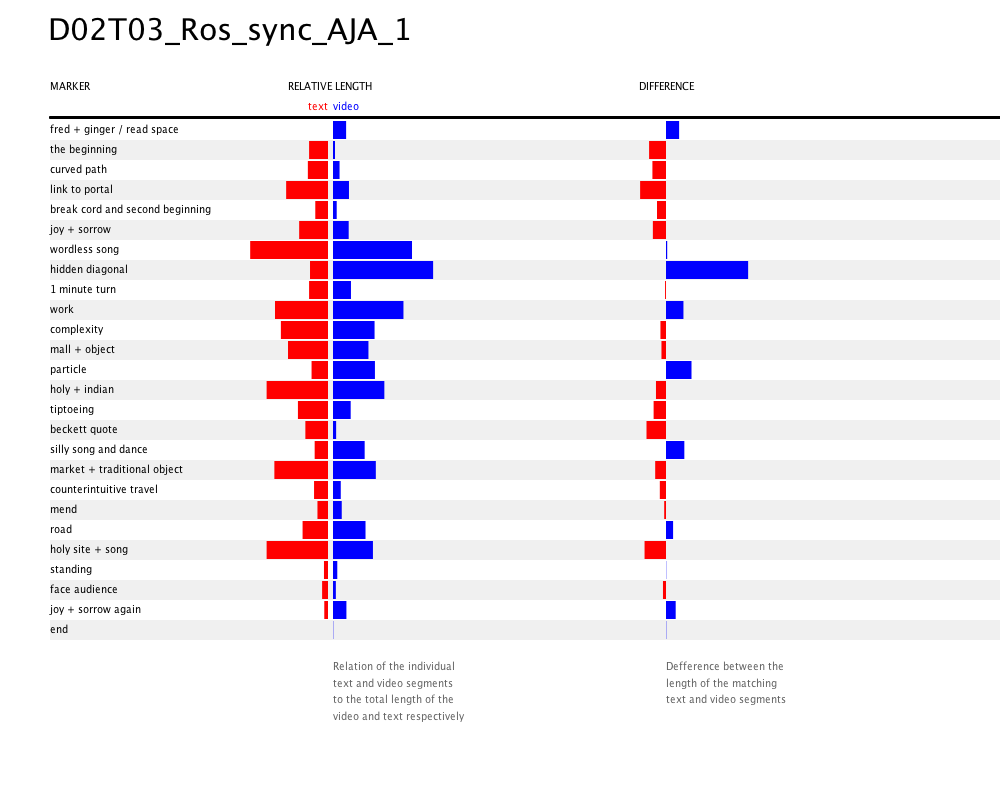 D02T03_Ros_sync_AJA_1
MARKER RELATIVE LENGTH DIFFERENCE
text video
fred + ginger / read space
the beginning
curved path
link to portal
break cord and second beginning
joy + sorrow
wordless song
hidden diagonal
1 minute turn
work
complexity
mall + object
particle
holy + indian
tiptoeing
beckett quote
silly song and dance
market + traditional object
counterintuitive travel
mend
road
holy site + song
standing
face audience
joy + sorrow again
end
Relation of the individual
text and video segments
to the total length of the
video and text respectively
Defference between the
length of the matching
text and video segments